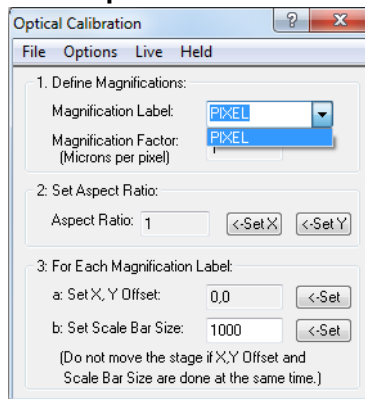 Optical Calibration ? X
File Options Live Held
1. Define Magnifications:
Magnification Label: PIXEL
PIXEL
Magnification Factor:
(Microns per pixel)
2: Set Aspect Ratio:
Aspect Ratio: 1 <-Set X <-Set Y
3: For Each Magnification Label:
a: Set X, Y Offset: 0,0 <-Set
b: Set Scale Bar Size: 1000 <-Set
(Do not move the stage if X,Y Offset and
Scale Bar Size are done at the same time.)